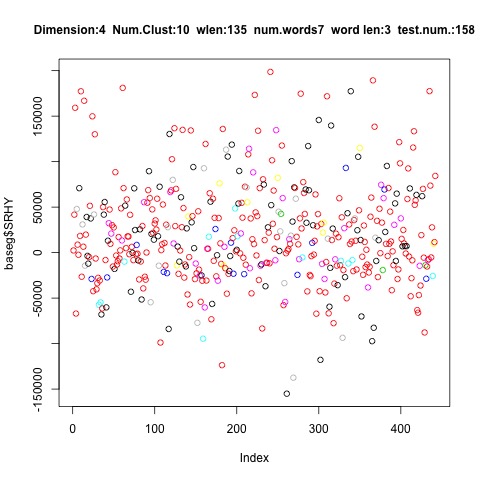 Dimension:4 Num.Clust:10 wlen:135 num.words7 word len:3 test.num.:158
baseg$SRHY
150000
50000
0
-50000
-150000
0 100 200 300 400
Index